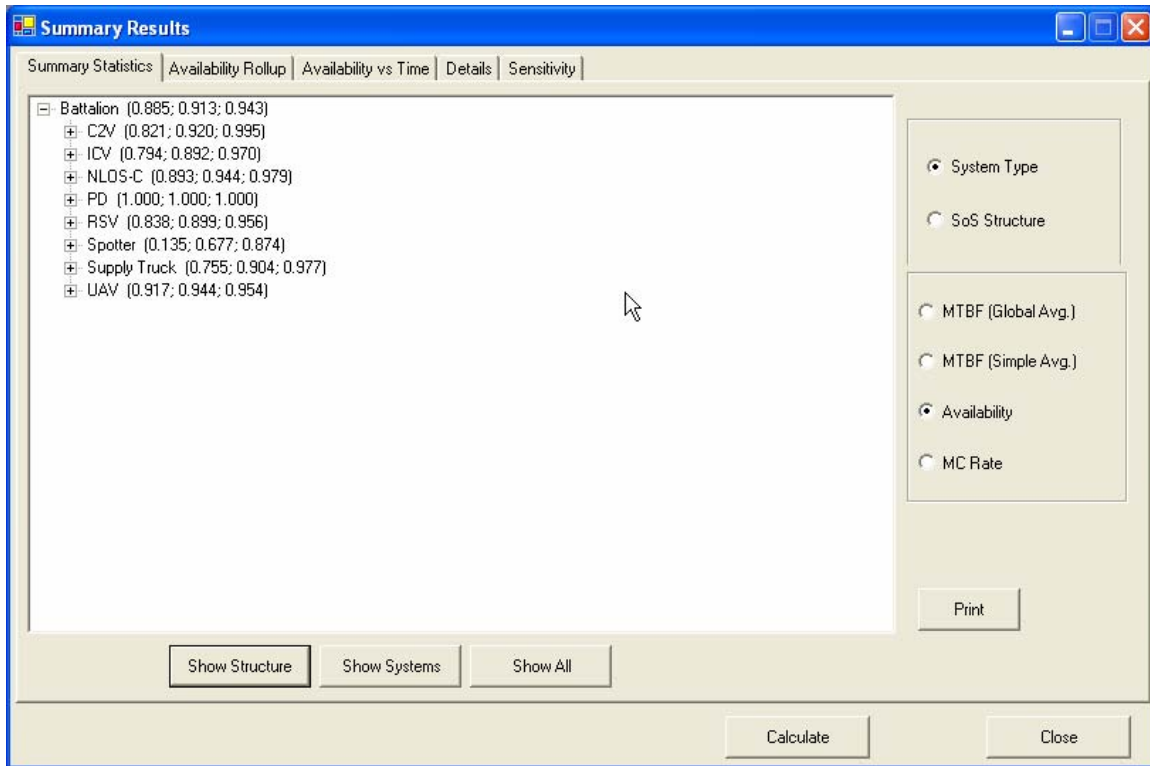 Summary Results
Summary Statistics
Availability Rollup
Availability vs Time
Details
Sensitivity
Battalion (0.885; 0.913; 0.943)
C2V (0.821; 0.920; 0.995)
ICV (0.794; 0.892; 0.970)
NLOS-C (0.893; 0.944; 0.979)
PD (1.000; 1.000; 1.000)
RSV (0.838; 0.899; 0.956)
Spotter (0.135; 0.677; 0.874)
Supply Truck (0.755; 0.904; 0.977)
UAV (0.917; 0.944; 0.954)
System Type
SoS Structure
MTBF (Global Avg.)
MTBF (Simple Avg.)
Availability
MC Rate
Print
Show Structure
Show Systems
Show All
Calculate
Close